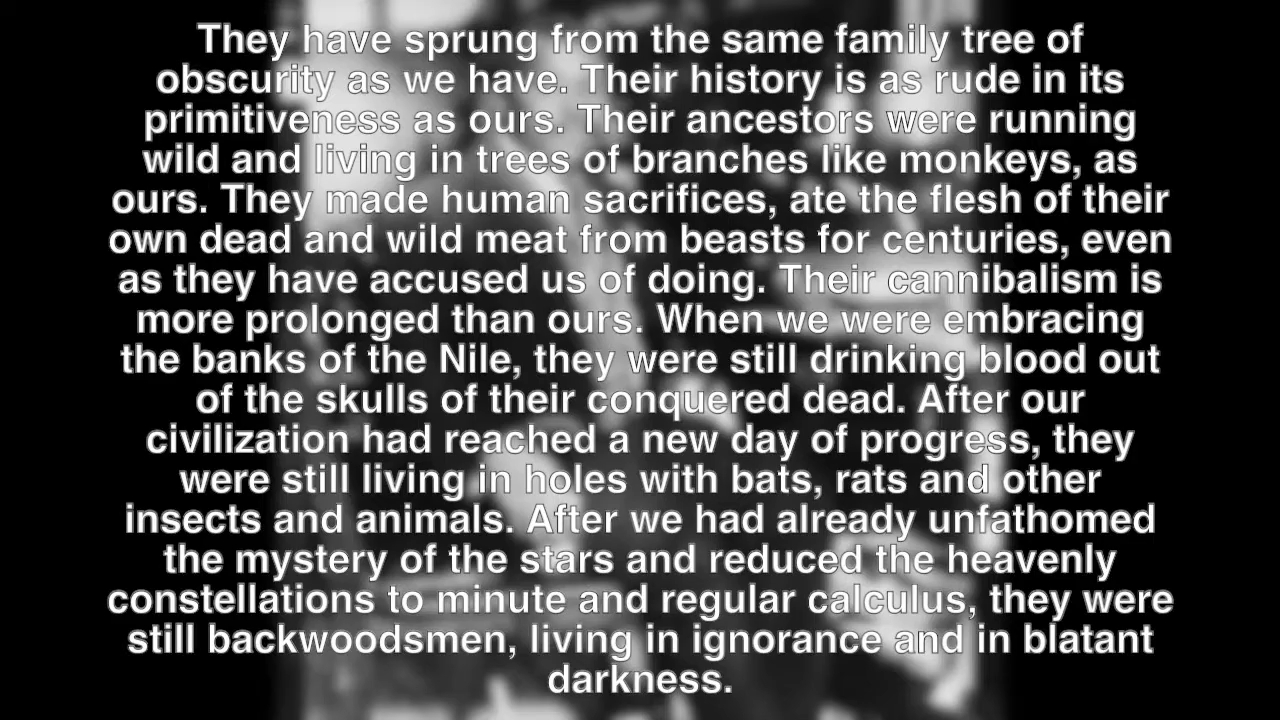 They have sprung from the same family tree of
obscurity as we have. Their history is as rude in its
primitiveness as ours. Their ancestors were running
wild and living in trees of branches like monkeys, as
ours. They made human sacrifices, ate the flesh of their
own dead and wild meat from beasts for centuries, even
as they have accused us of doing. Their cannibalism is
more prolonged than ours. When we were embracing
the banks of the Nile, they were still drinking blood out
of the skulls of their conquered dead. After our
civilization had reached a new day of progress, they
were still living in holes with bats, rats and other
insects and animals. After we had already unfathomed
the mystery of the stars and reduced the heavenly
constellations to minute and regular calculus, they were
still backwoodsmen, living in ignorance and in blatant
darkness.